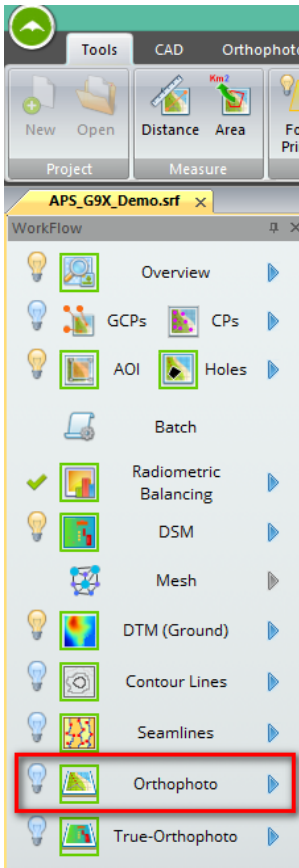 Tools CAD Orthophoto
Km2
New Open Distance Area
Project Measure
APS_G9X_Demo.srf ×
WorkFlow
Overview
GCPs CPs
AOI Holes
Batch
Radiometric
Balancing
DSM
Mesh
DTM (Ground)
Contour Lines
Seamlines
Orthophoto
True-Orthophoto